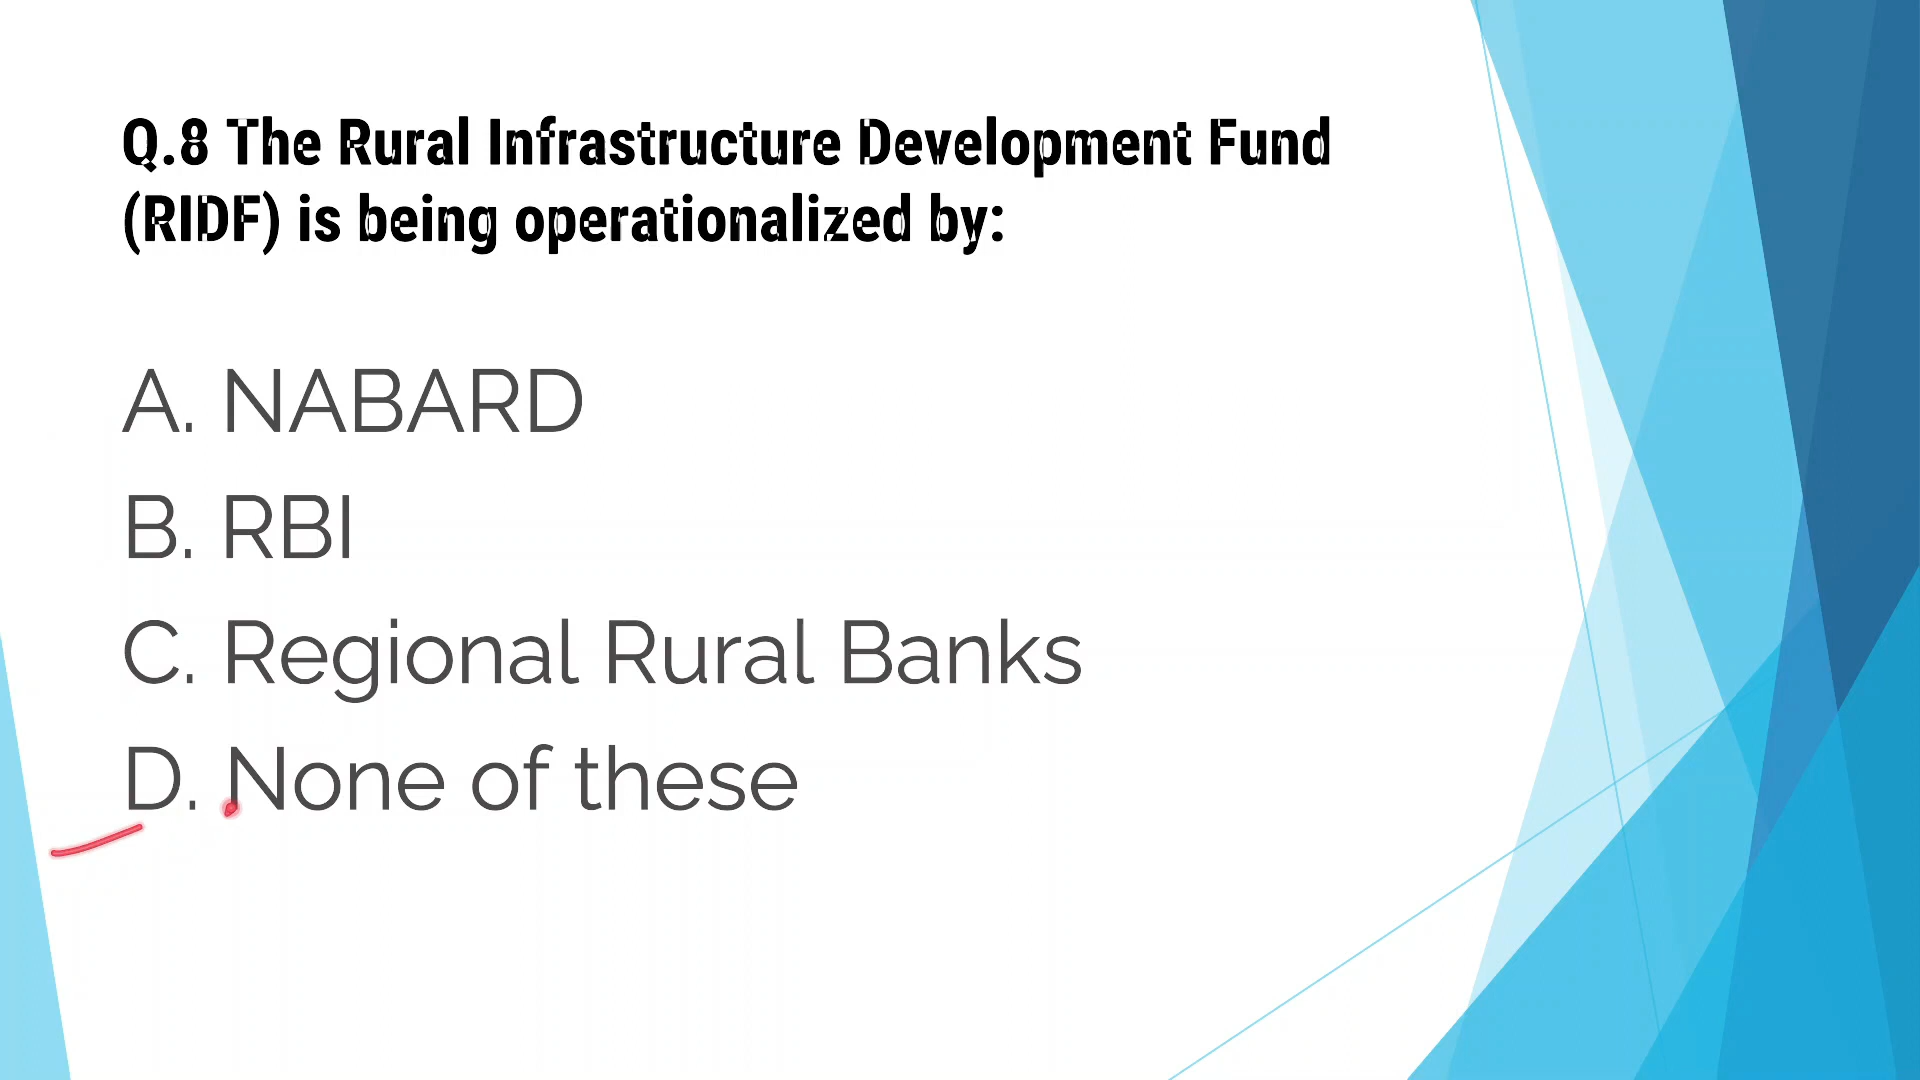 Q.8 The Rural Infrastructure Development Fund
(RIDF) is being operationalized by:
A. NABARD
B. RBI
C. Regional Rural Banks
D. None of these